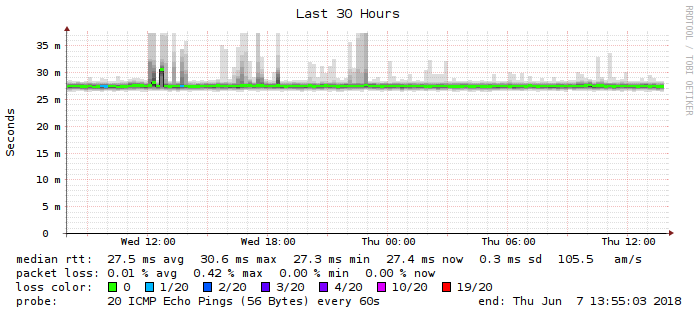 Last 30 Hours
RRDTOOL / TOBI OETIKER
Seconds
35 m
30 m
25 m
20 m
15 m
10 m
5 m
0
Wed 12:00 Wed 18:00 Thu 00:00 Thu 06:00 Thu 12:00
median rtt: 27.5 ms avg 30.6 ms max 27.3 ms min 27.4 ms now 0.3 ms sd 105.5 am/s
packet loss: 0.01 % avg 0.42 % max 0.00 % min 0.00 % now
loss color: 0 1/20 2/20 3/20 4/20 10/20 19/20
probe: 20 ICMP Echo Pings (56 Bytes) every 60s end: Thu Jun 7 13:55:03 2018